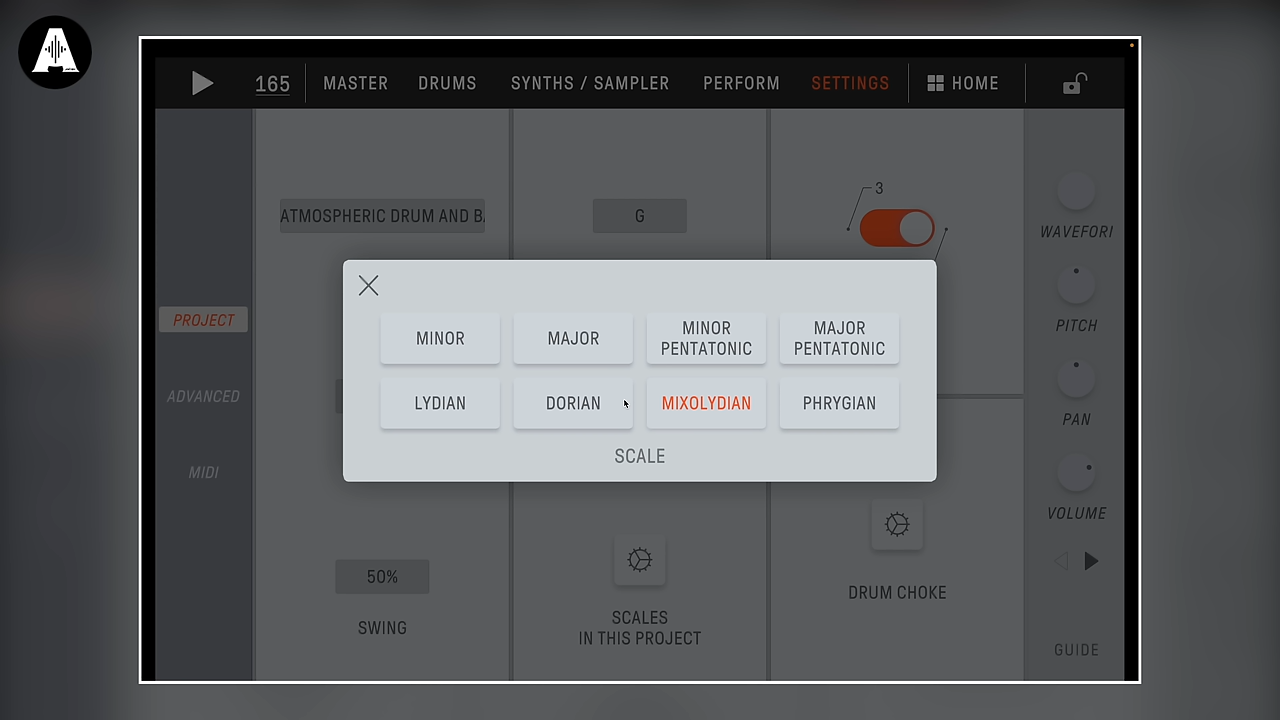 165 MASTER DRUMS SYNTHS / SAMPLER PERFORM SETTINGS HOME
ATMOSPHERIC DRUM AND BA
G
3
WAVEFORI
PROJECT
ADVANCED
MIDI
MINOR
MAJOR
MINOR
PENTATONIC
MAJOR
PENTATONIC
LYDIAN
DORIAN
MIXOLYDIAN
PHRYGIAN
SCALE
PITCH
PAN
VOLUME
50%
SWING
SCALES
IN THIS PROJECT
DRUM CHOKE
GUIDE